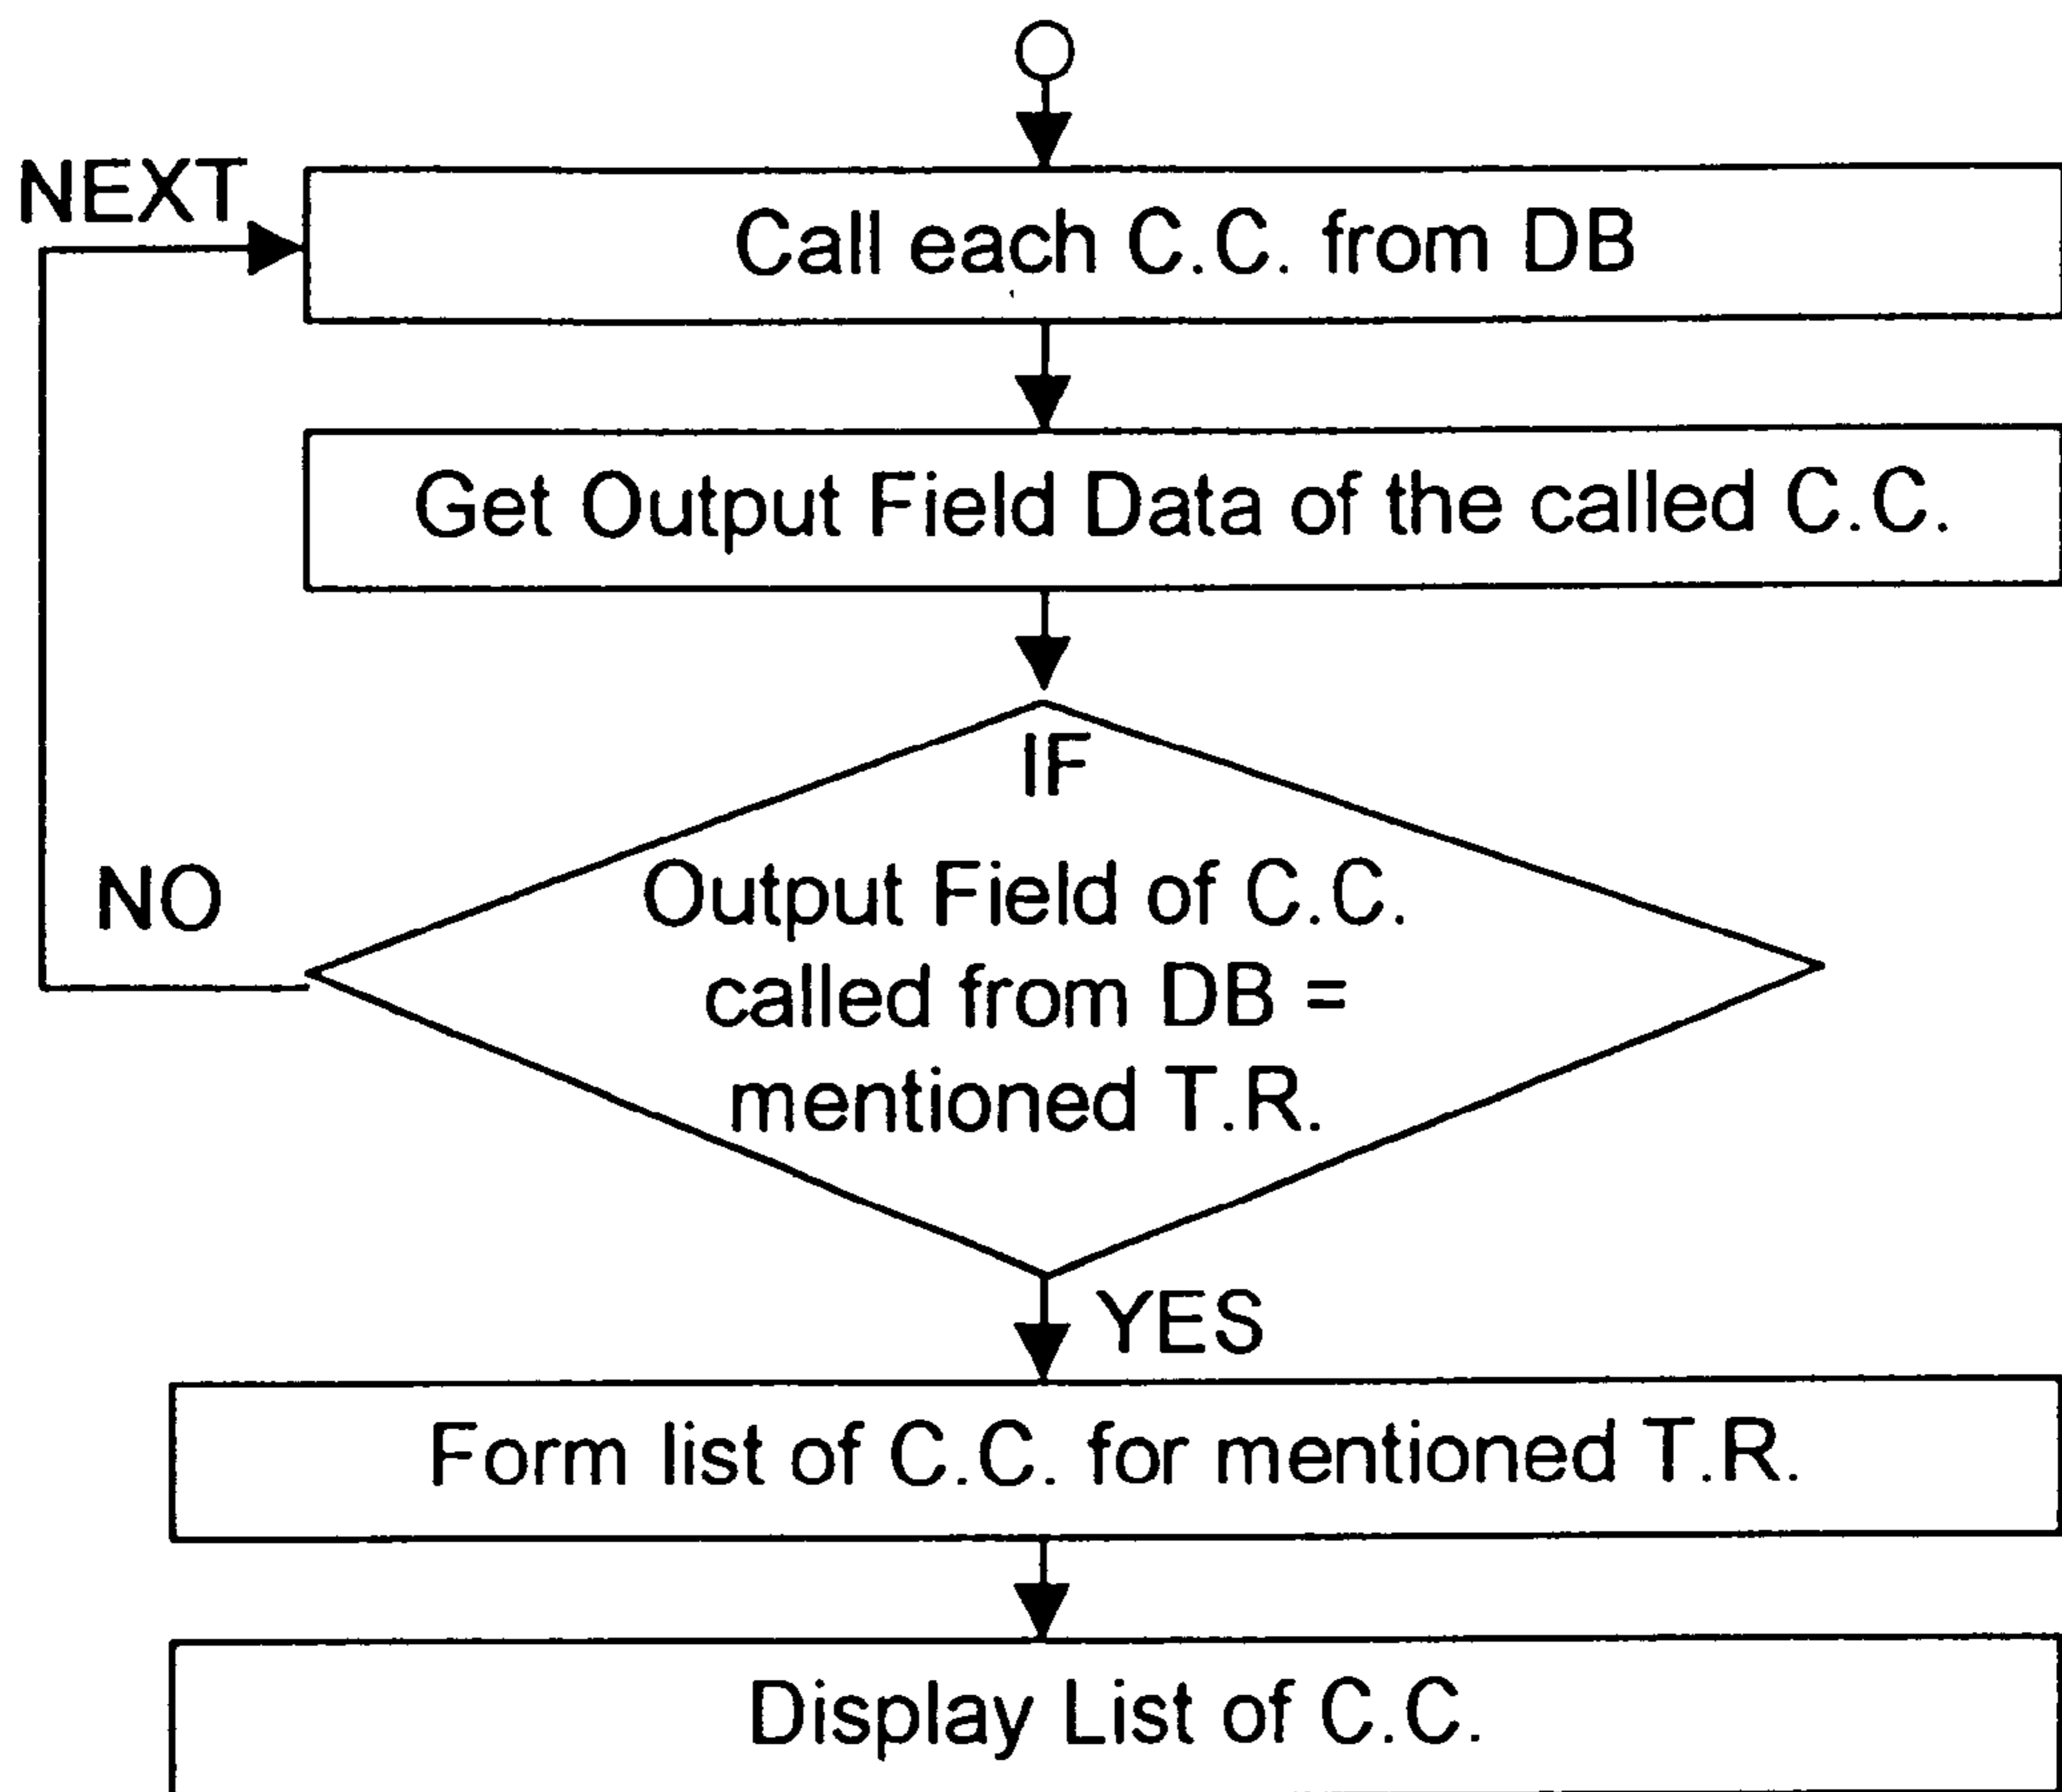 NEXT
Call each C.C. from DB
Get Output Field Data of the called C.C.
IF
Output Field of C.C.
called from DB =
mentioned T.R.
NO
YES
Form list of C.C. for mentioned T.R.
Display List of C.C.